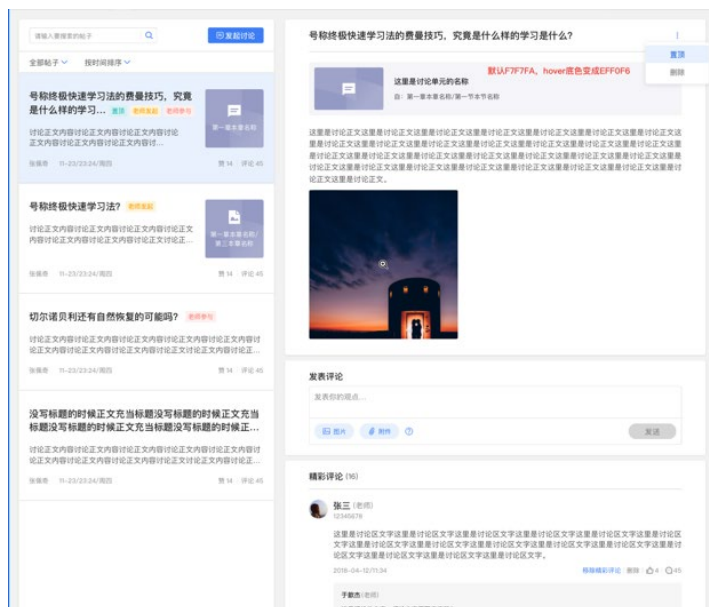 请输入要搜索的帖子
发起讨论
全部帖子
按时间排序
号称终极快速学习法的费曼技巧，究竟
是什么样的学习... 置顶 老师发起 老师参与
讨论正文内容讨论正文内容讨论正文内容讨论
正文内容讨论正文内容讨论正文内容讨...
第一章本章名称
11-23/23:24/周四
赞 14 评论 45
号称终极快速学习法? 老师发起
讨论正文内容讨论正文内容讨论正文内容讨论正文
内容讨论正文内容讨论正文内容讨论正文讨论正...
第一章本章名称/
第三本章名称
11-23/23:24/周四
赞 14 评论 45
切尔诺贝利还有自然恢复的可能吗? 老师参与
讨论正文内容讨论正文内容讨论正文内容讨论正文内容讨
论正文内容讨论正文内容讨论正文内容讨论正文内容讨论正...
11-23/23:24/周四
赞 14 评论 45
没写标题的时候正文充当标题没写标题的时候正文充当
标题没写标题的时候正文充当标题没写标题的时候正...
讨论正文内容讨论正文内容讨论正文内容讨论正文内容讨
论正文内容讨论正文内容讨论正文内容讨论正文内容讨论正...
11-23/23:24/周四
赞 14 评论 45
号称终极快速学习法的费曼技巧，究竟是什么样的学习是什么?
置顶
删除
默认F7F7FA，hover底色变成EFF0F6
这里是讨论单元的名称
自：第一章本章名称/第一节本节名称
这里是讨论正文这里是讨论正文这里是讨论正文这里是讨论正文这里是讨论正文这里是讨论正文这里是讨论正文这
里是讨论正文这里是讨论正文这里是讨论正文这里是讨论正文这里是讨论正文这里是讨论正文这里是讨论正文这里
是讨论正文这里是讨论正文这里是讨论正文这里是讨论正文这里是讨论正文这里是讨论正文这里是讨论正文这里是
讨论正文这里是讨论正文这里是讨论正文这里是讨论正文这里是讨论正文这里是讨论正文这里是讨论正文这里是讨
论正文这里是讨论正文。
发表评论
发表你的观点...
图片
附件
发送
精彩评论 (16)
张三 (老师)
12345678
这里是讨论区文字这里是讨论区文字这里是讨论区文字这里是讨论区文字这里是讨论区文字这里是讨论区
文字这里是讨论区文字这里是讨论区文字这里是讨论区文字这里是讨论区文字这里是讨论区文字这里是讨
论区文字这里是讨论区文字这里是讨论区文字这里是讨论区文字。
2018-04-12/11:34
移除精彩评论 删除 4 45
于歆杰 (老师)